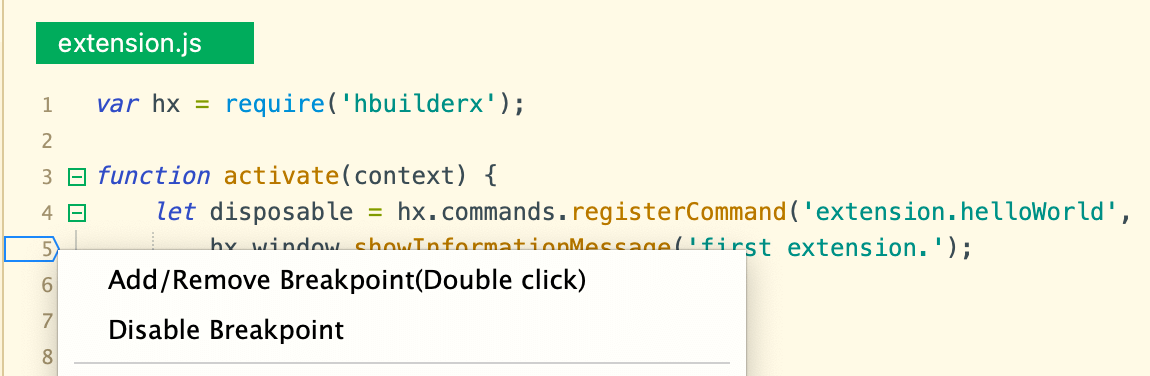 extension.js
1 var hx = require('hbuilderx');
2
3 function activate(context) {
4 let disposable = hx.commands.registerCommand('extension.helloWorld',
5 hx.window.showInformationMessage('first extension.');
6
Add/Remove Breakpoint(Double click)
7
Disable Breakpoint
8